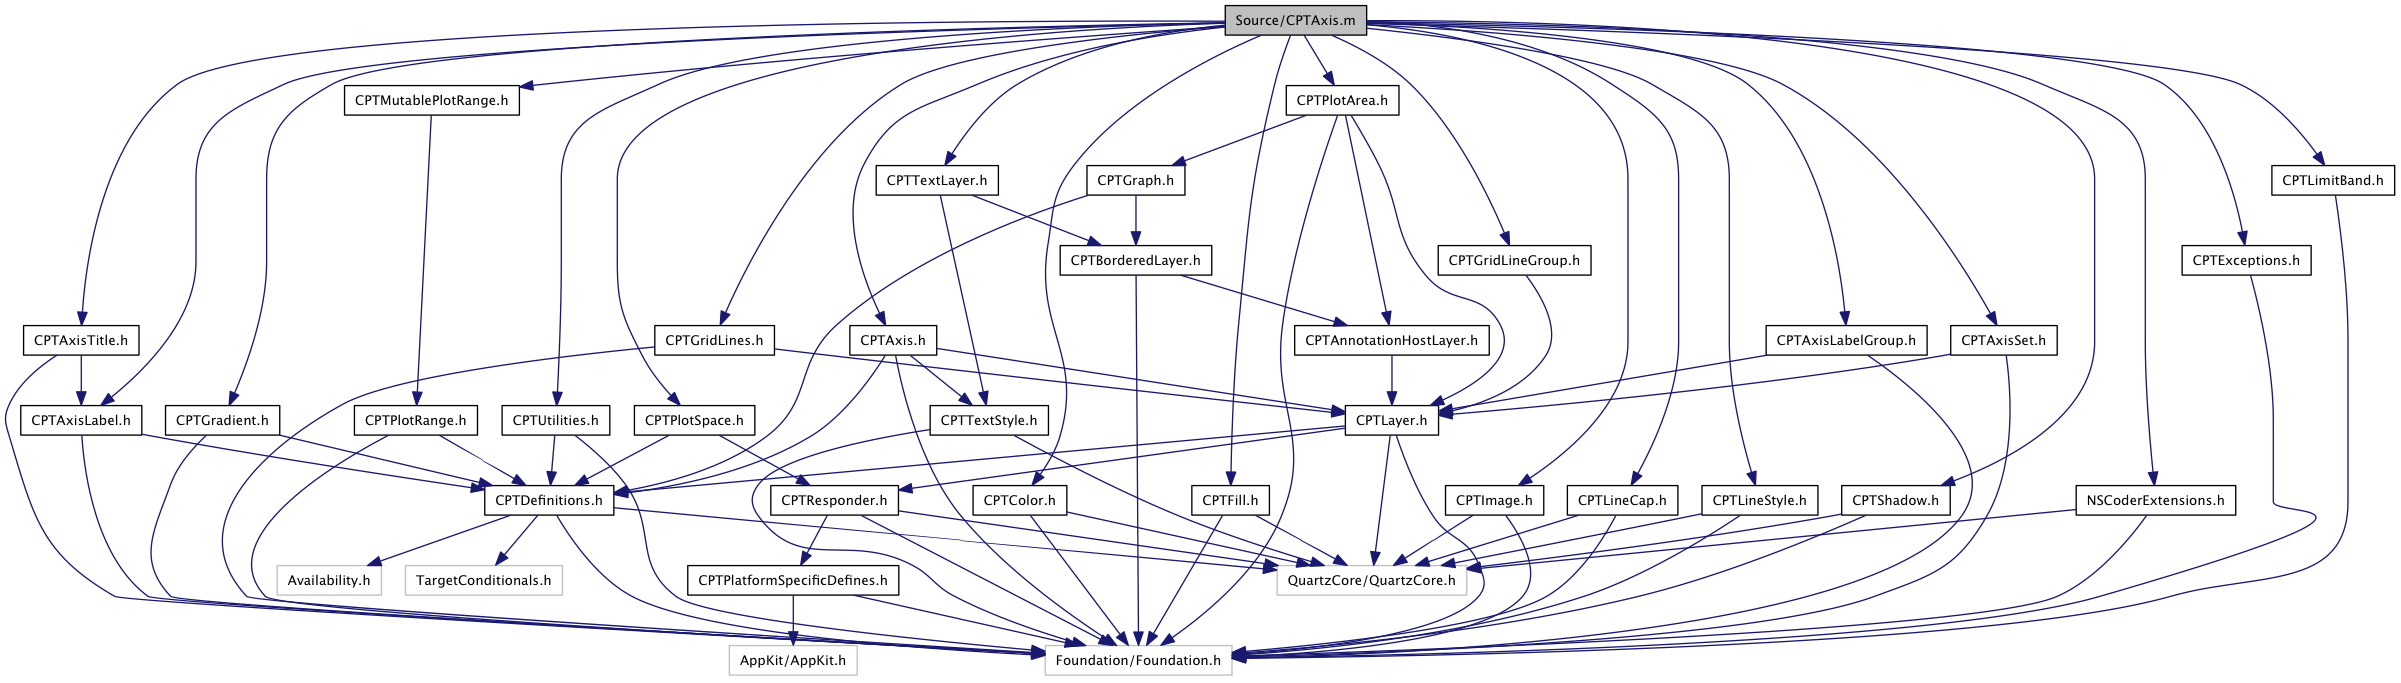 Source/CPTAxis.m
CPTMutablePlotRange.h
CPTPlotArea.h
CPTTextLayer.h
CPTGraph.h
CPTLimitBand.h
CPTBorderedLayer.h
CPTGridLineGroup.h
CPTExceptions.h
CPTAxisTitle.h
CPTGridLines.h
CPTAxis.h
CPTAnnotationHostLayer.h
CPTAxisLabelGroup.h
CPTAxisSet.h
CPTAxisLabel.h
CPTGradient.h
CPTPlotRange.h
CPTUtilities.h
CPTPlotSpace.h
CPTTextStyle.h
CPTLayer.h
CPTDefinitions.h
CPTResponder.h
CPTColor.h
CPTFill.h
CPTImage.h
CPTLineCap.h
CPTLineStyle.h
CPTShadow.h
NSCoderExtensions.h
Availability.h
TargetConditionals.h
CPTPlatformSpecificDefines.h
QuartzCore/QuartzCore.h
AppKit/AppKit.h
Foundation/Foundation.h